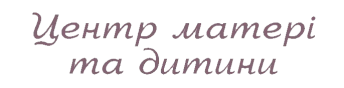 Центр матері
та дитини